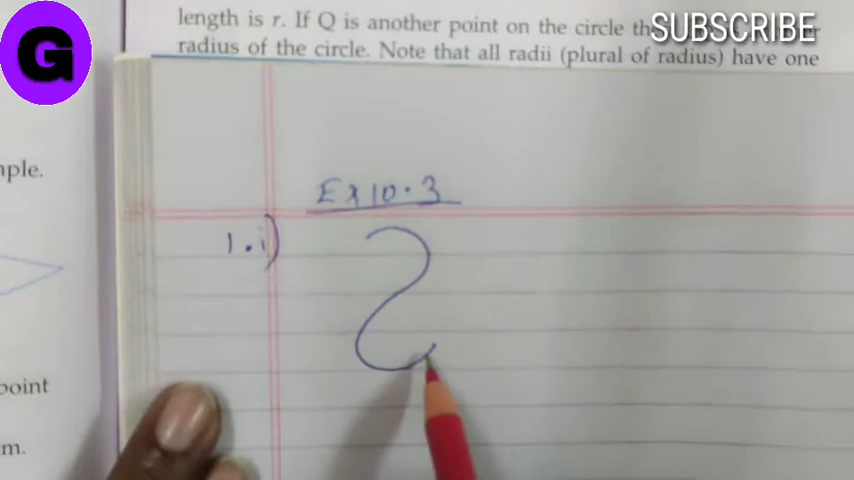 G
length is r. If Q is another point on the circle th
SUBSCRIBE
radius of the circle. Note that all radii (plural of radius) have one
mple.
Ex 10.3
1.i)
point
m.